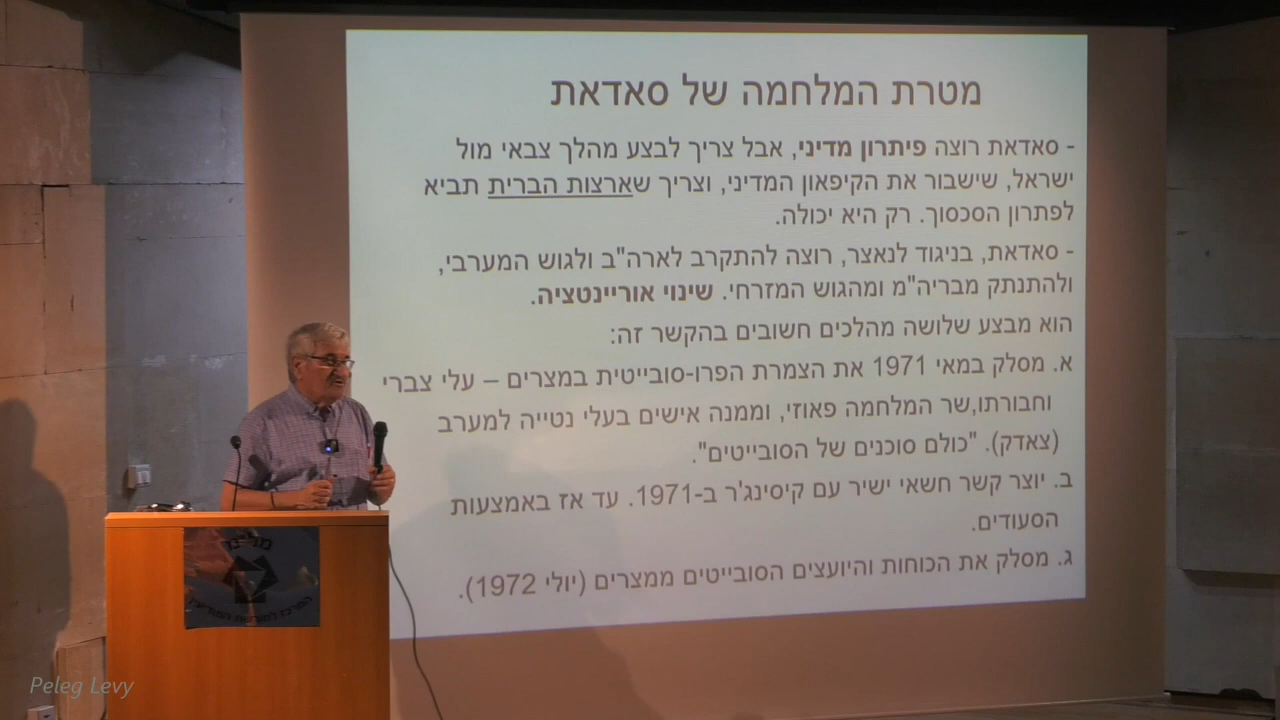 מטרת המלחמה של סאדאת
- סאדאת רוצה פיתרון מדיני, אבל צריך לבצע מהלך צבאי מול
ישראל, שישבור את הקיפאון המדיני, וצריך שארצות הברית תביא
לפתרון הסכסוך. רק היא יכולה.
- סאדאת, בניגוד לנאצר, רוצה להתקרב לארה"ב ולגוש המערבי,
ולהתנתק מבריה"מ ומהגוש המזרחי. שינוי אוריינטציה.
הוא מבצע שלושה מהלכים חשובים בהקשר זה:
א. מסלק במאי 1971 את הצמרת הפרו-סובייטית במצרים – עלי צברי
וחבורתו,שר המלחמה פאוזי, וממנה אישים בעלי נטייה למערב
(צאדק). "כולם סוכנים של הסובייטים".
ב. יוצר קשר חשאי ישיר עם קיסינג'ר ב-1971. עד אז באמצעות
הסעודים.
ג. מסלק את הכוחות והיועצים הסובייטים ממצרים (יולי 1972).
המרכז למורשת המודיעין
Peleg Levy